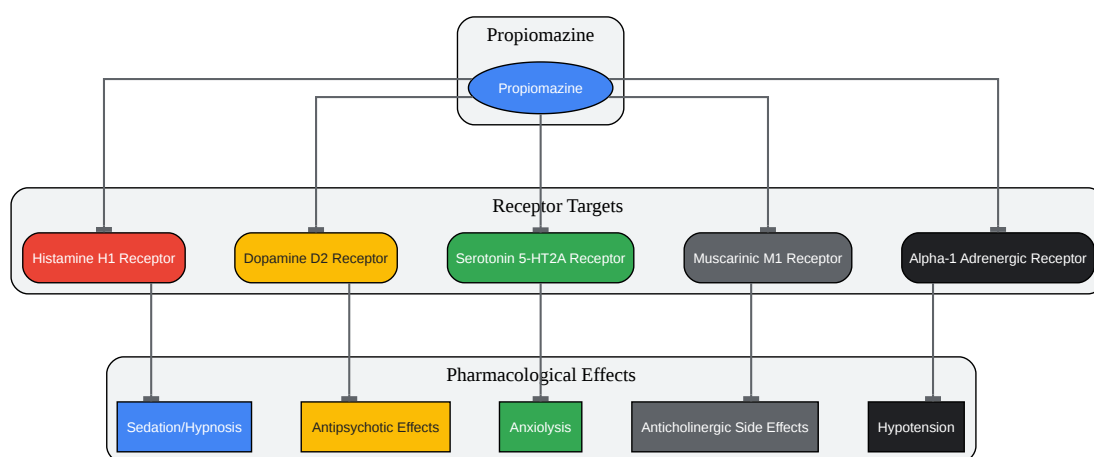 Propiomazine
Propiomazine
Receptor Targets
Histamine H1 Receptor
Dopamine D2 Receptor
Serotonin 5-HT2A Receptor
Muscarinic M1 Receptor
Alpha-1 Adrenergic Receptor
Pharmacological Effects
Sedation/Hypnosis
Antipsychotic Effects
Anxiolysis
Anticholinergic Side Effects
Hypotension